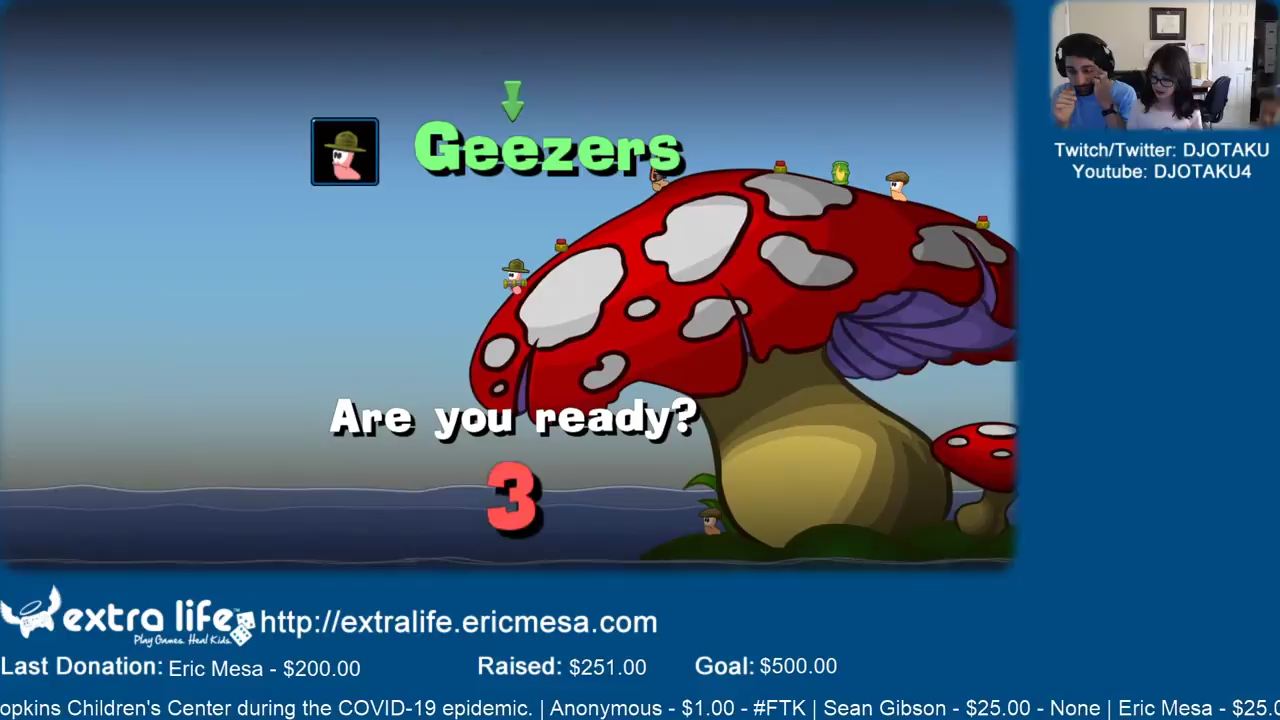 Geezers
Are you ready?
3
Twitch/Twitter: DJOTAKU
Youtube: DJOTAKU4
extra life
Play Games. Heal Kids.
http://extralife.ericmesa.com
Last Donation: Eric Mesa - $200.00
Raised: $251.00
Goal: $500.00
opkins Children's Center during the COVID-19 epidemic. | Anonymous - $1.00 - #FTK | Sean Gibson - $25.00 - None | Eric Mesa - $25.0